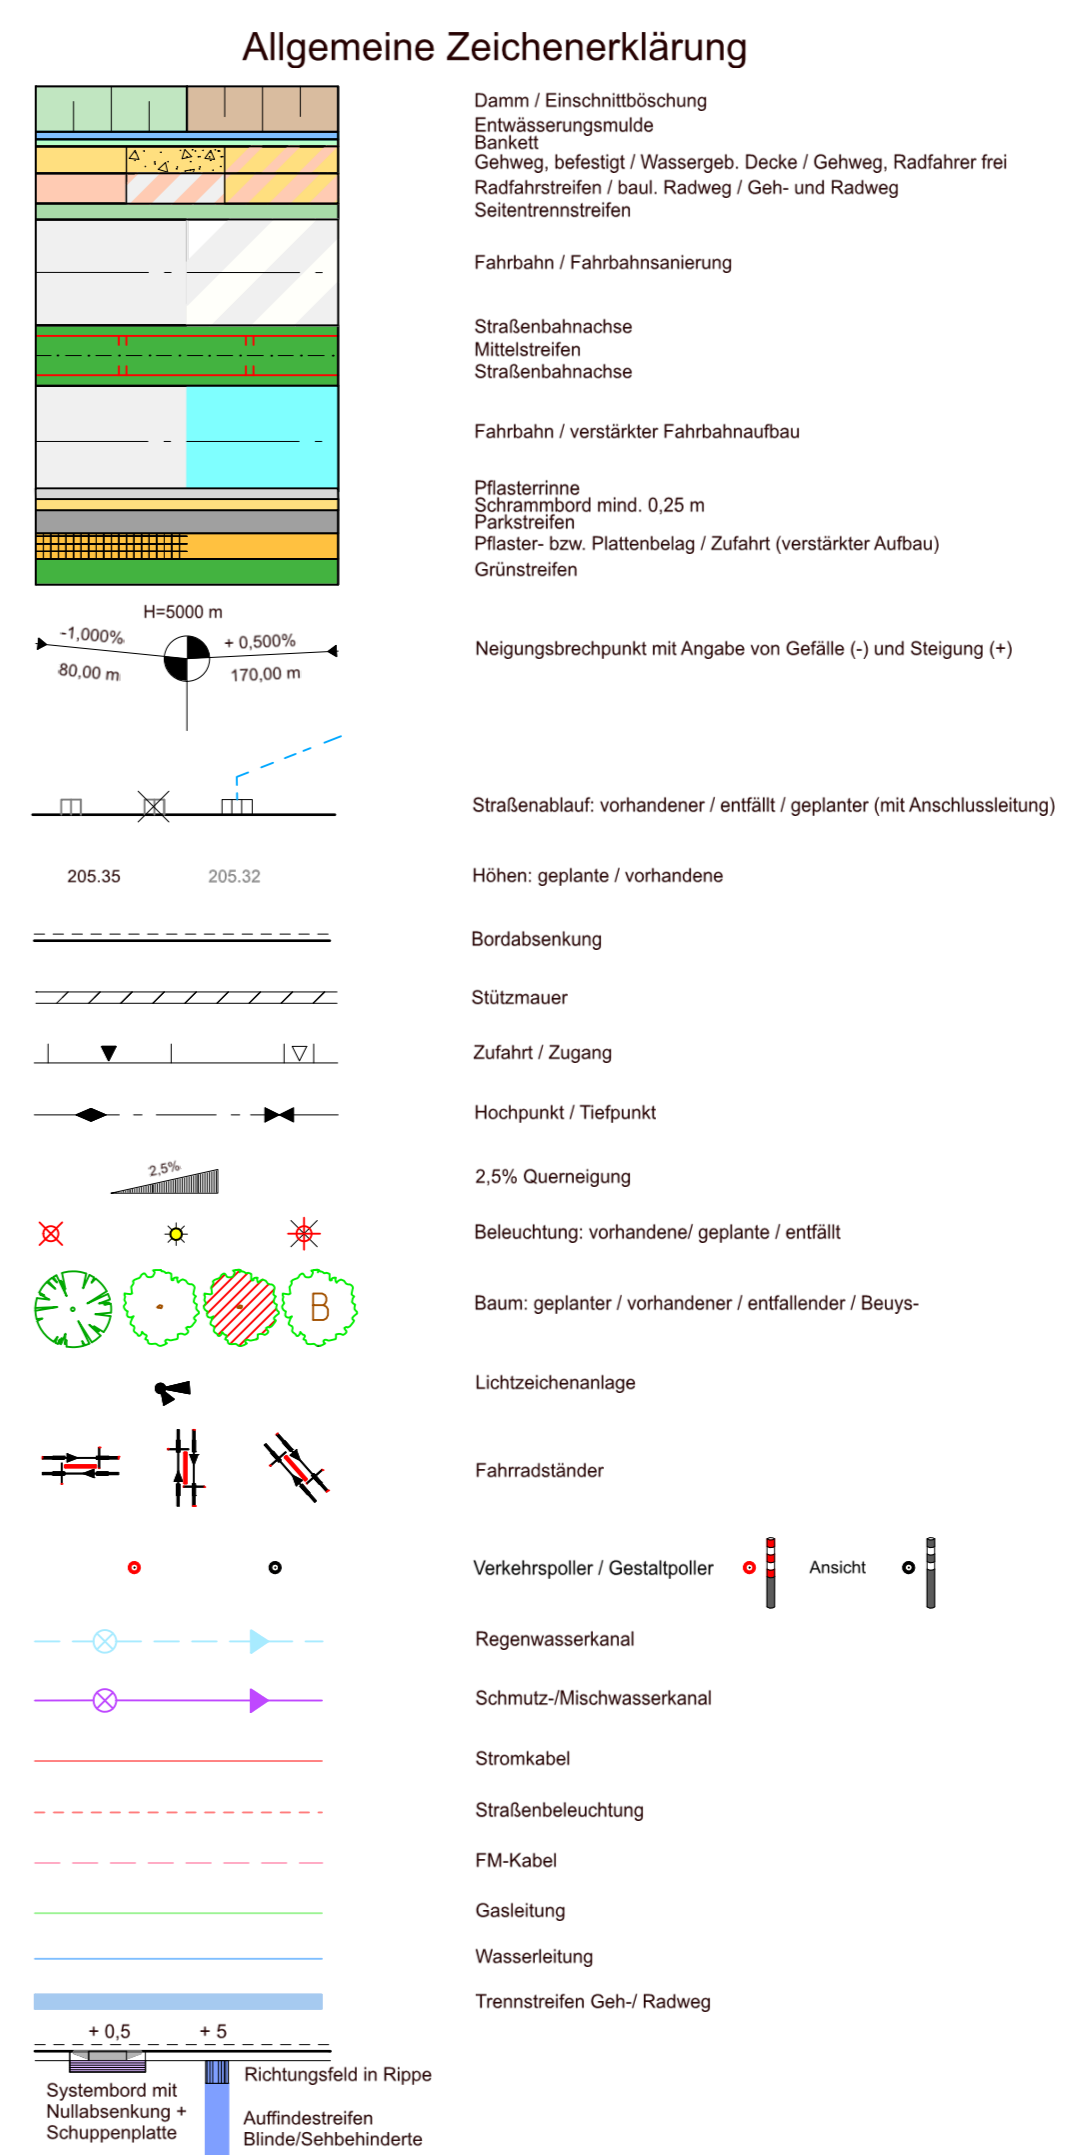 Allgemeine Zeichenerklärung
Damm / Einschnittböschung
Entwässerungsmulde
Bankett
Gehweg, befestigt / Wassergeb. Decke / Gehweg, Radfahrer frei
Radfahrstreifen / baul. Radweg / Geh- und Radweg
Seitentrennstreifen
Fahrbahn / Fahrbahnsanierung
Straßenbahnachse
Mittelstreifen
Straßenbahnachse
Fahrbahn / verstärkter Fahrbahnaufbau
Pflasterrinne
Schrammbord mind. 0,25 m
Parkstreifen
Pflaster- bzw. Plattenbelag / Zufahrt (verstärkter Aufbau)
Grünstreifen
H=5000 m
-1,000% + 0,500%
80,00 m 170,00 m
Neigungsbrechpunkt mit Angabe von Gefälle (-) und Steigung (+)
Straßenablauf: vorhandener / entfällt / geplanter (mit Anschlussleitung)
205.35 205.32 Höhen: geplante / vorhandene
Bordabsenkung
Stützmauer
Zufahrt / Zugang
Hochpunkt / Tiefpunkt
2,5% 2,5% Querneigung
Beleuchtung: vorhandene/ geplante / entfällt
B Baum: geplanter / vorhandener / entfallender / Beuys-
Lichtzeichenanlage
Fahrradständer
Verkehrspoller / Gestaltpoller Ansicht
Regenwasserkanal
Schmutz-/Mischwasserkanal
Stromkabel
Straßenbeleuchtung
FM-Kabel
Gasleitung
Wasserleitung
Trennstreifen Geh-/ Radweg
+ 0,5 + 5
Richtungsfeld in Rippe
Systembord mit
Nullabsenkung +
Schuppenplatte
Auffindestreifen
Blinde/Sehbehinderte